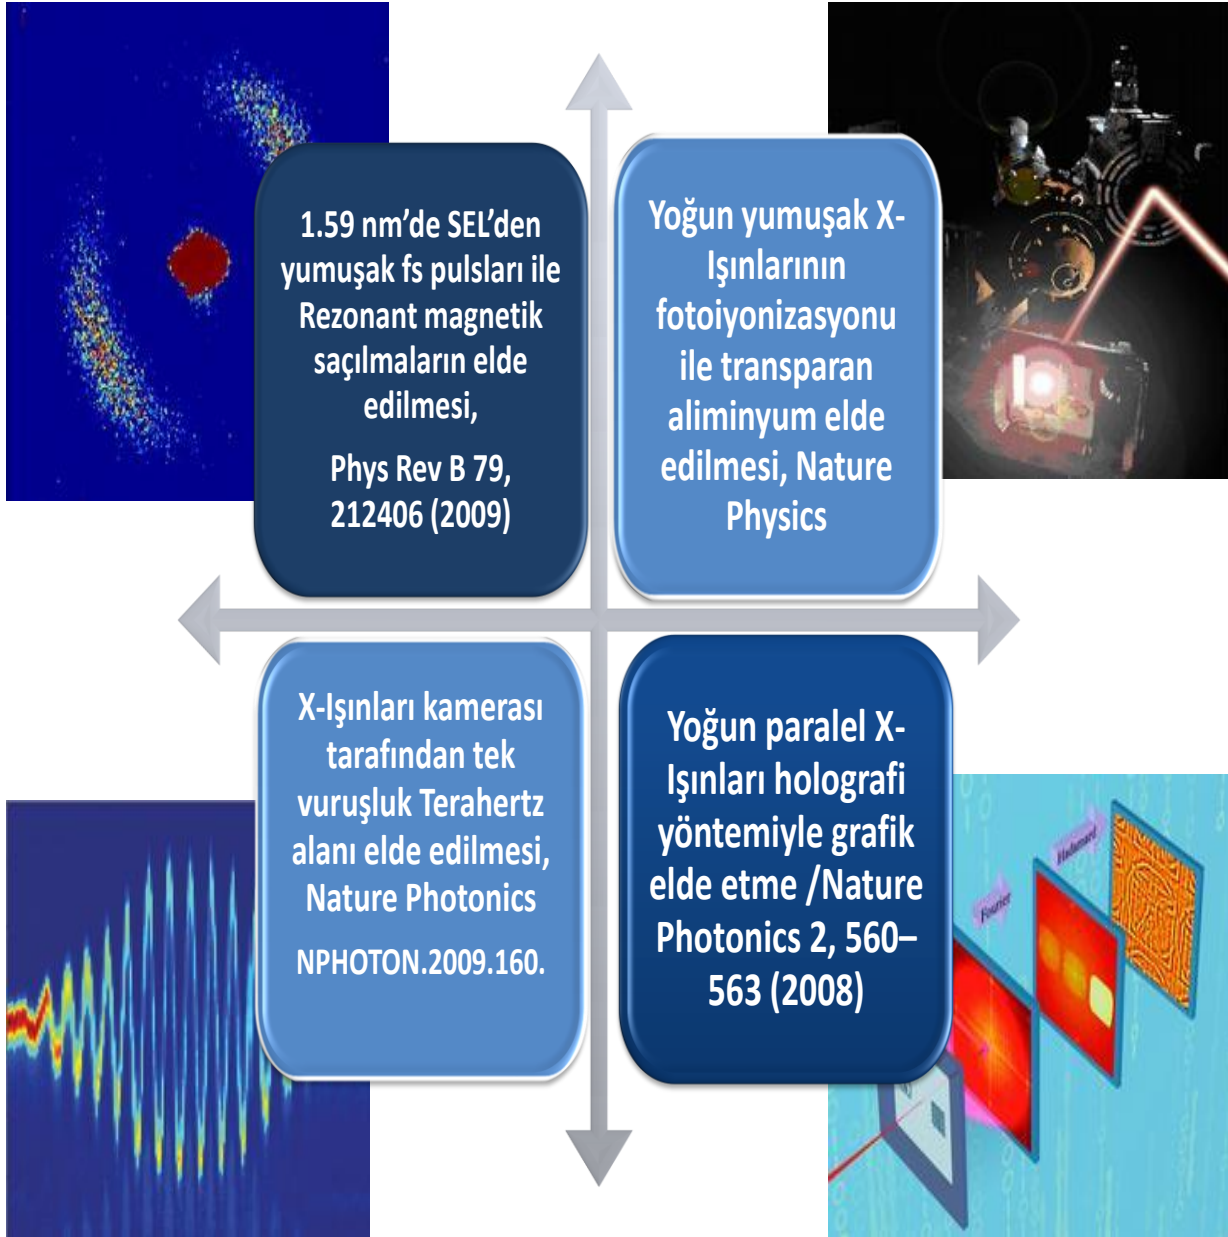 1.59 nm’de SEL’den
yumuşak fs pulsları ile
Rezonant magnetik
saçılmaların elde
edilmesi,
Phys Rev B 79,
212406 (2009)
Yoğun yumuşak X-
Işınlarının
fotoiyonizasyonu
ile transparan
aliminyum elde
edilmesi, Nature
Physics
X-Işınları kamerası
tarafından tek
vuruşluk Terahertz
alanı elde edilmesi,
Nature Photonics
NPHOTON.2009.160.
Yoğun paralel X-
Işınları holografi
yöntemiyle grafik
elde etme /Nature
Photonics 2, 560–
563 (2008)
Hadamard
Fourier